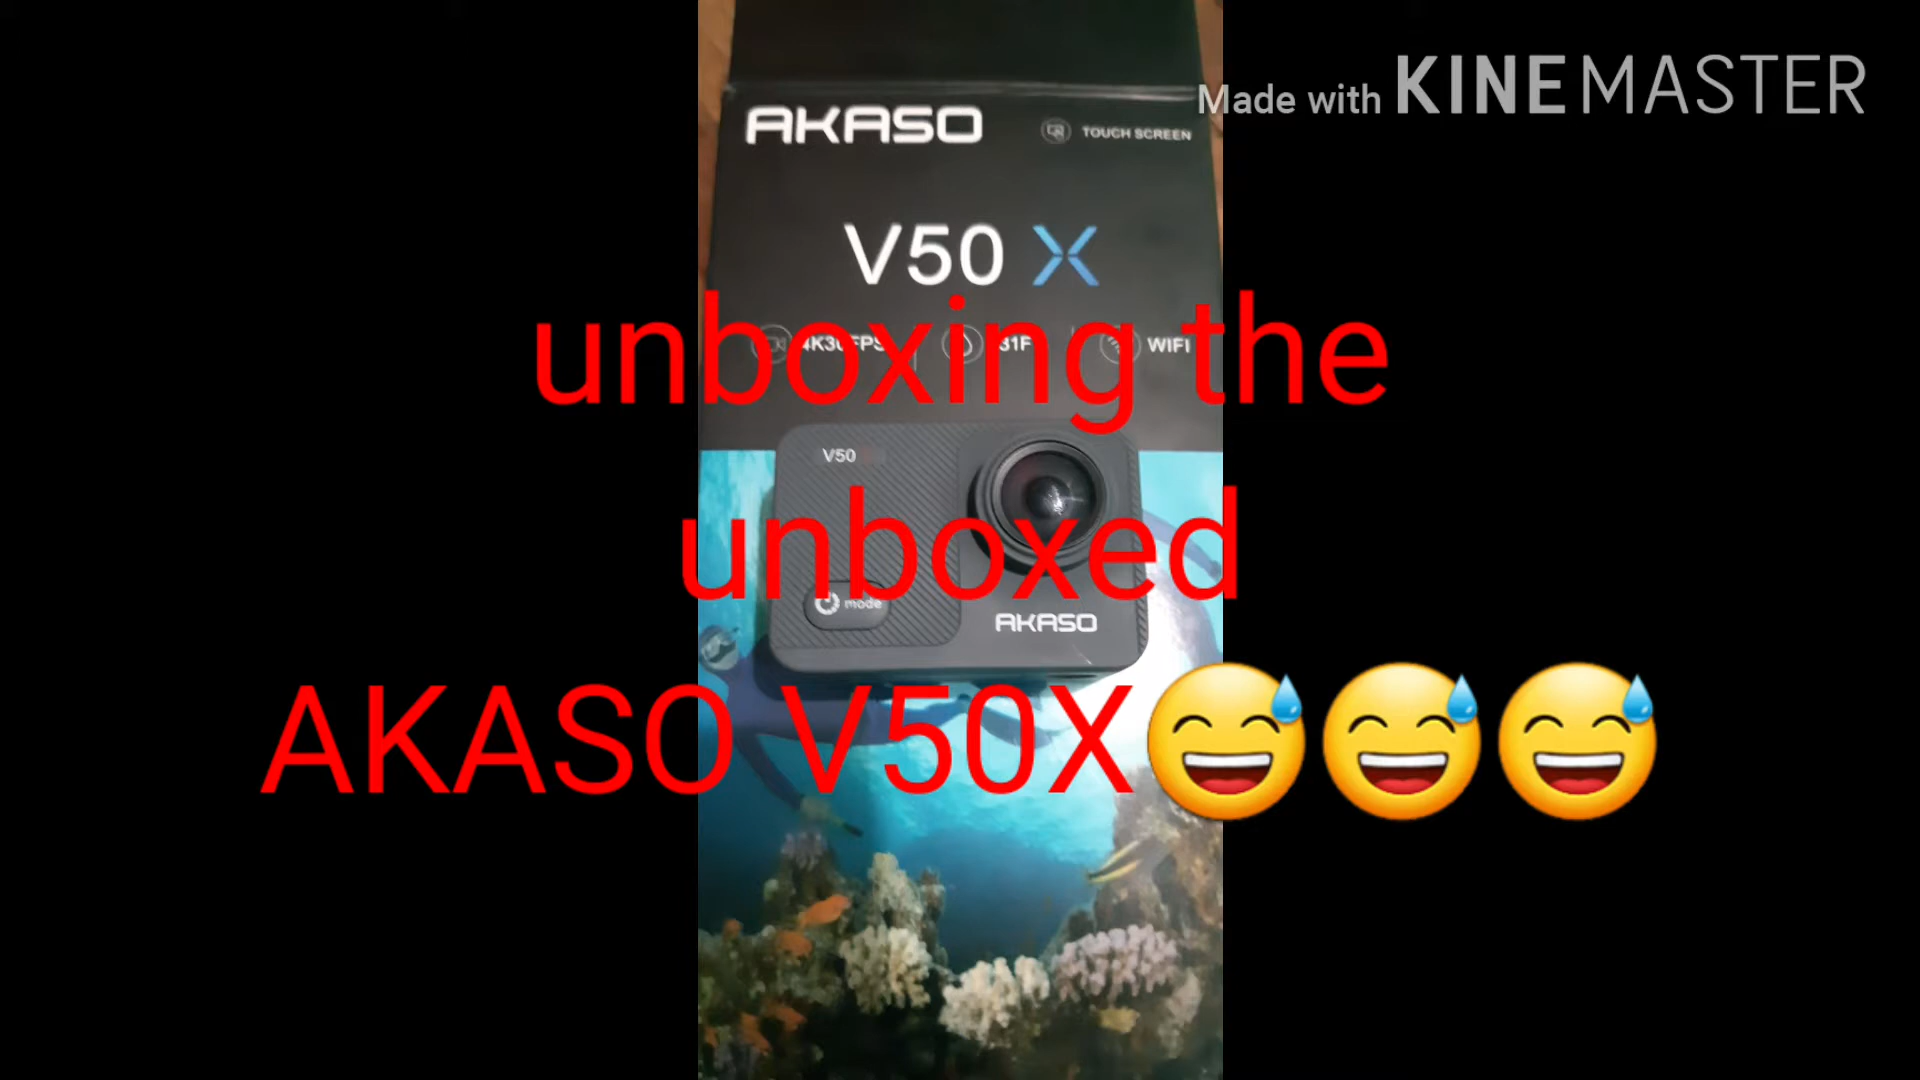 Made with KINEMASTER
AKASO
TOUCH SCREEN
V50 X
WIFI
unboxing the
unboxed
AKASO V50X😅😅😅
V50
mode
AKASO